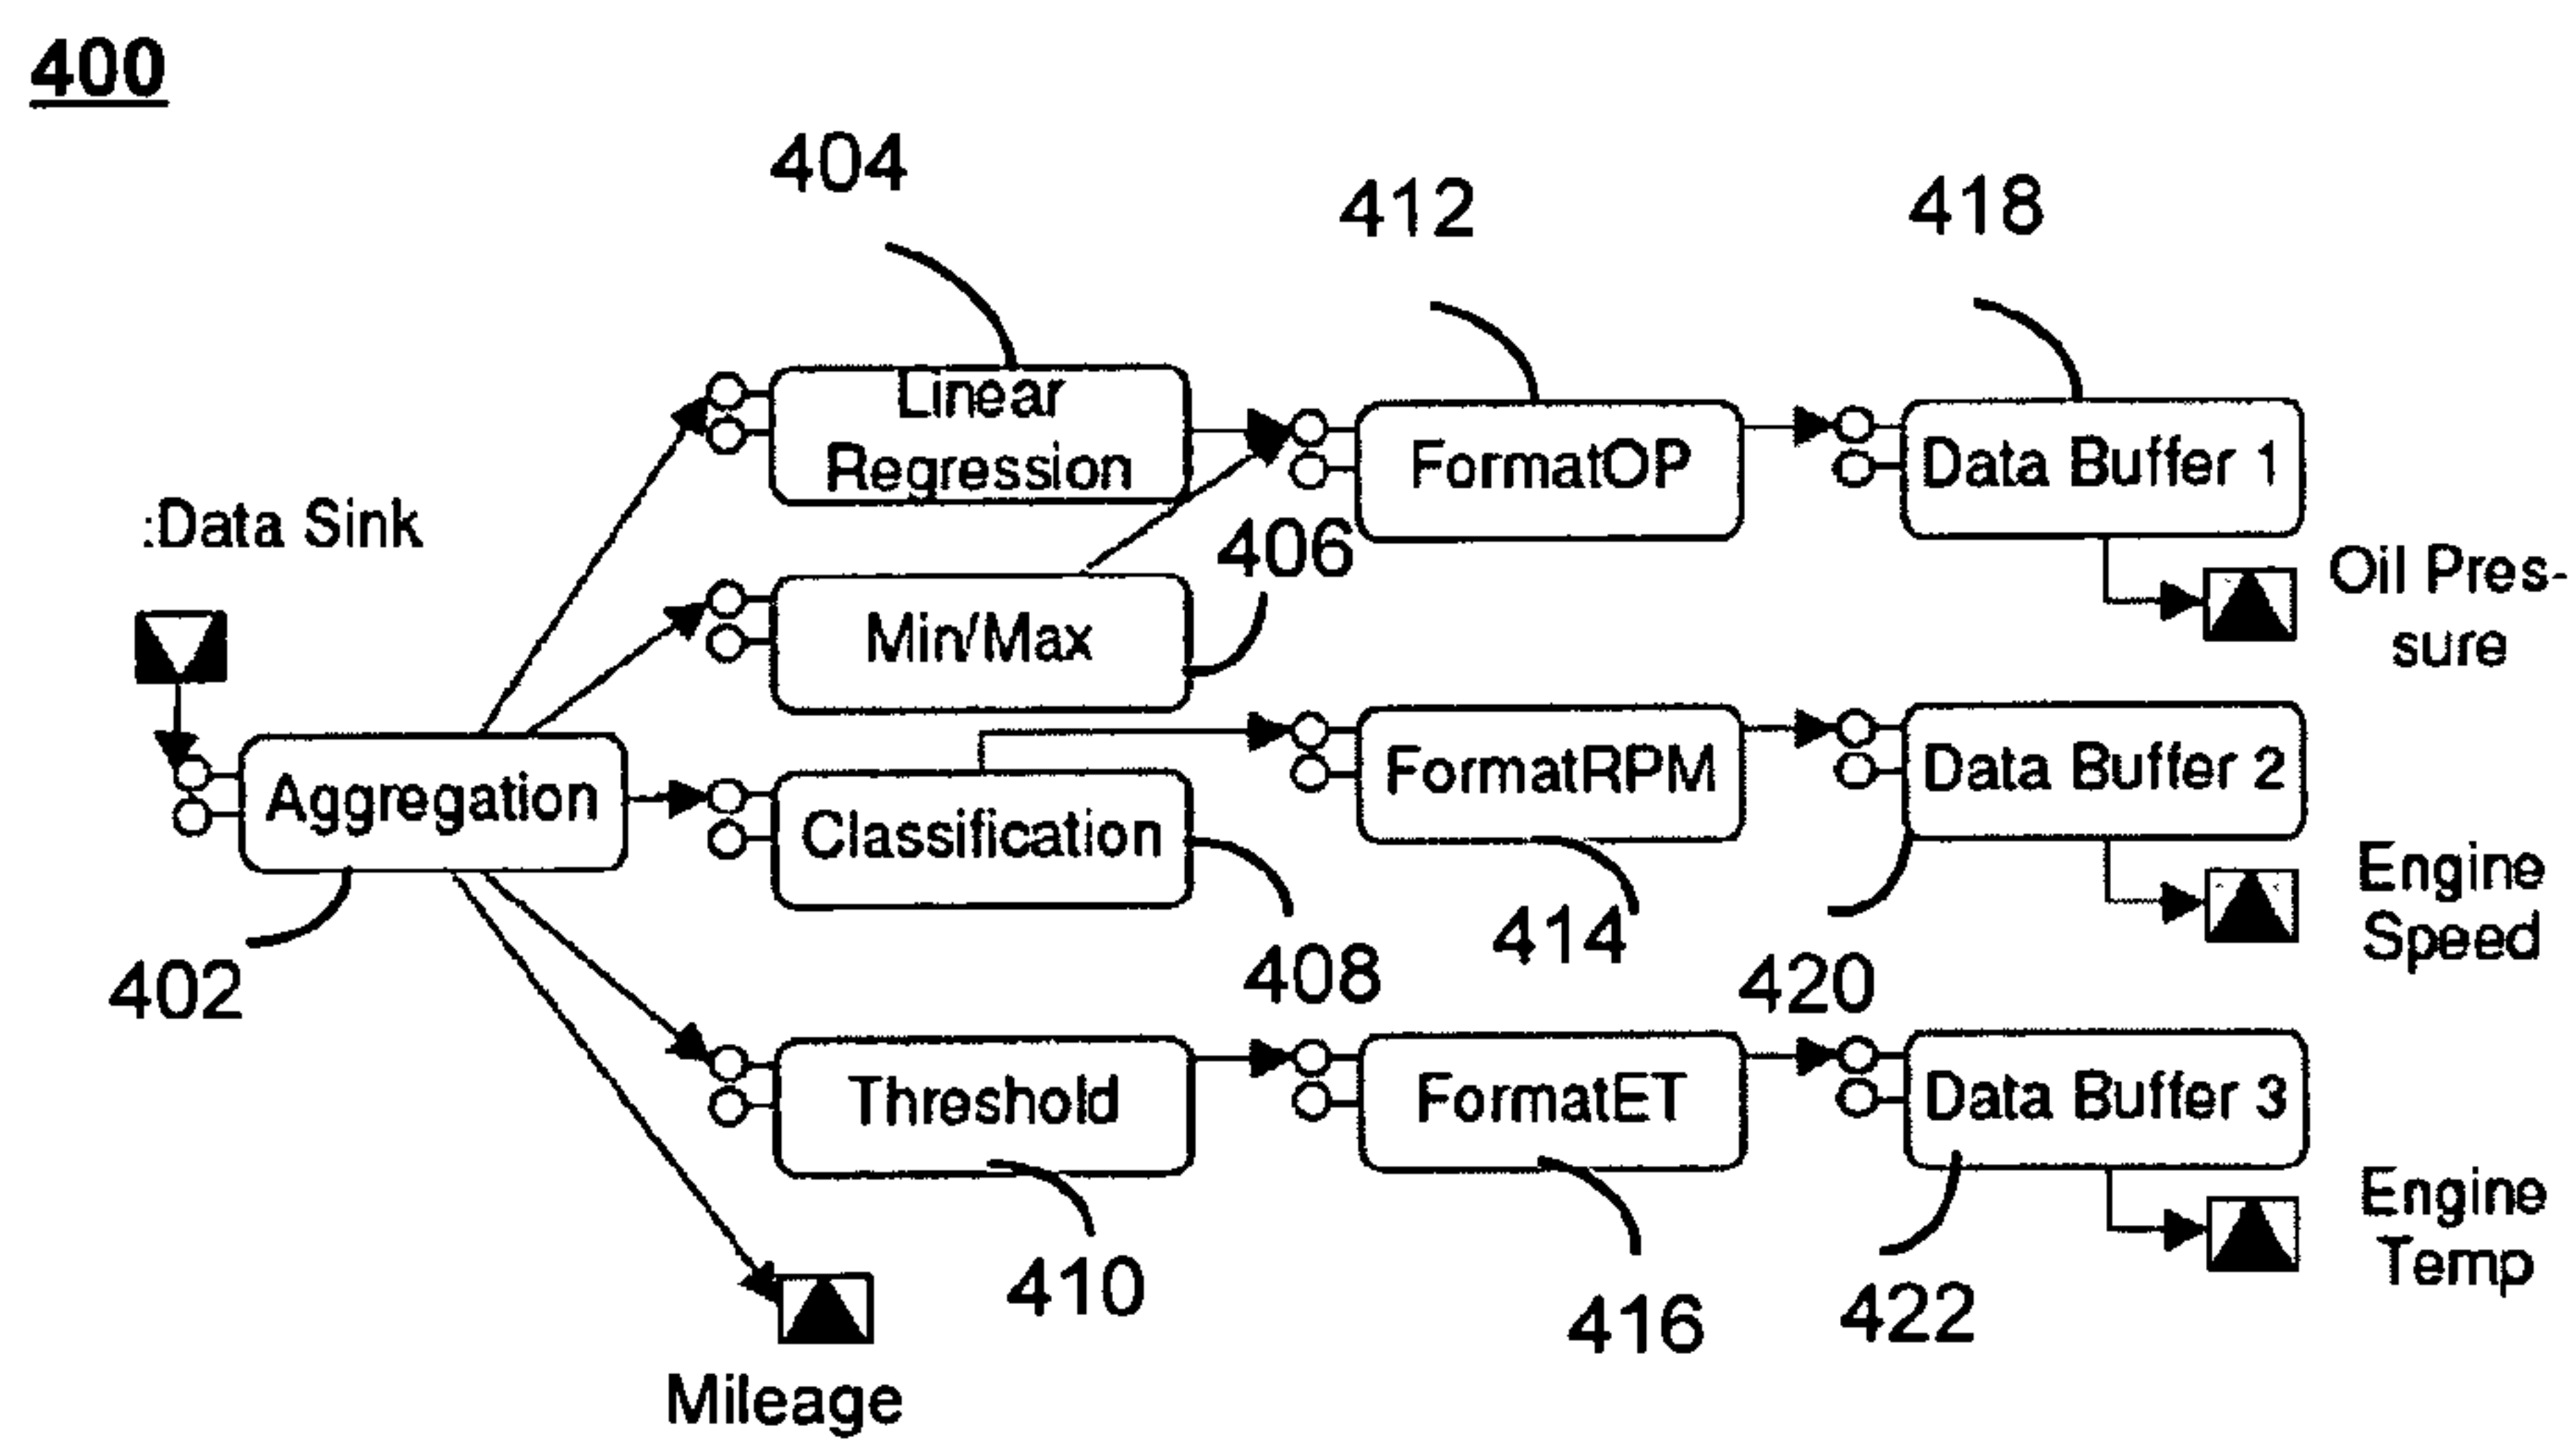 400
404
412
418
Linear
Regression
FormatOP
Data Buffer 1
:Data Sink
406
Oil Pres-
sure
Min/Max
Aggregation
FormatRPM
Data Buffer 2
Classification
Engine
Speed
402
408
414
420
Threshold
FormatET
Data Buffer 3
Engine
Temp
410
416
422
Mileage